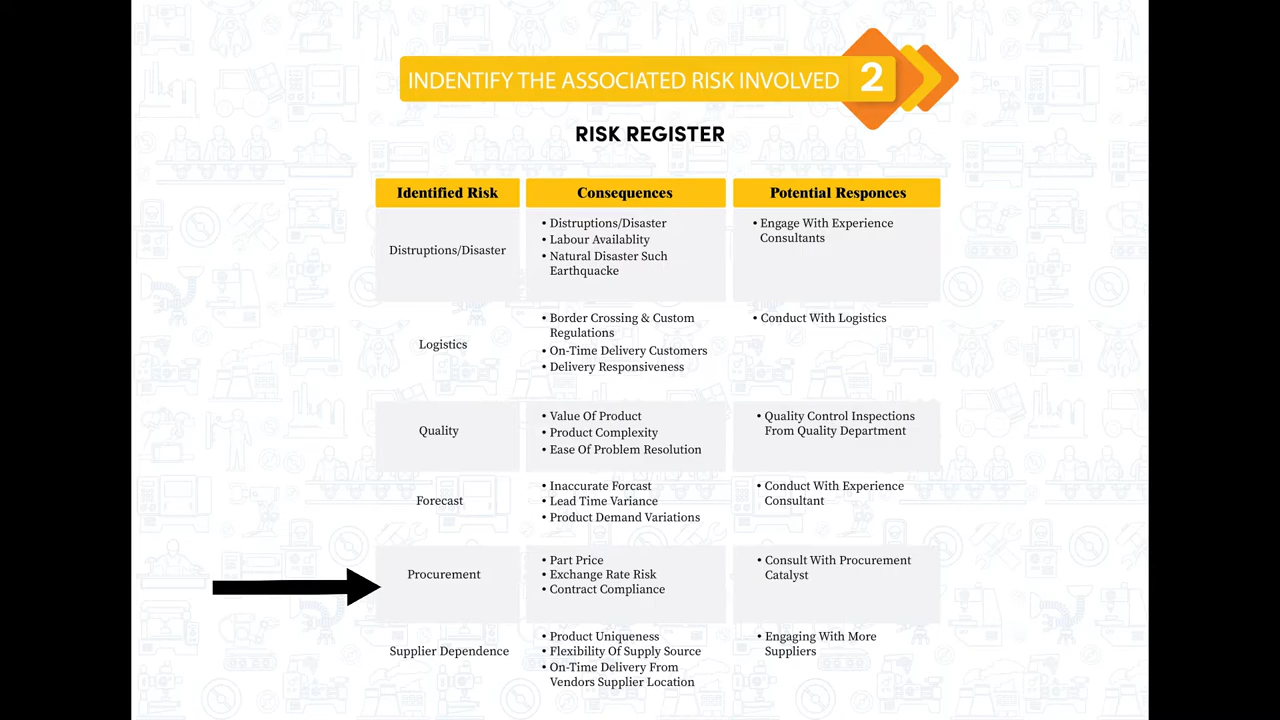 INDENTIFY THE ASSOCIATED RISK INVOLVED 2
RISK REGISTER
Identified Risk Consequences Potential Responces
Distruptions/Disaster
• Distruptions/Disaster
• Labour Availablity
• Natural Disaster Such
Earthquacke
• Engage With Experience
Consultants
Logistics
• Border Crossing & Custom
Regulations
• On-Time Delivery Customers
• Delivery Responsiveness
• Conduct With Logistics
Quality
• Value Of Product
• Product Complexity
• Ease Of Problem Resolution
• Quality Control Inspections
From Quality Department
Forecast
• Inaccurate Forcast
• Lead Time Variance
• Product Demand Variations
• Conduct With Experience
Consultant
Procurement
• Part Price
• Exchange Rate Risk
• Contract Compliance
• Consult With Procurement
Catalyst
Supplier Dependence
• Product Uniqueness
• Flexibility Of Supply Source
• On-Time Delivery From
Vendors Supplier Location
• Engaging With More
Suppliers